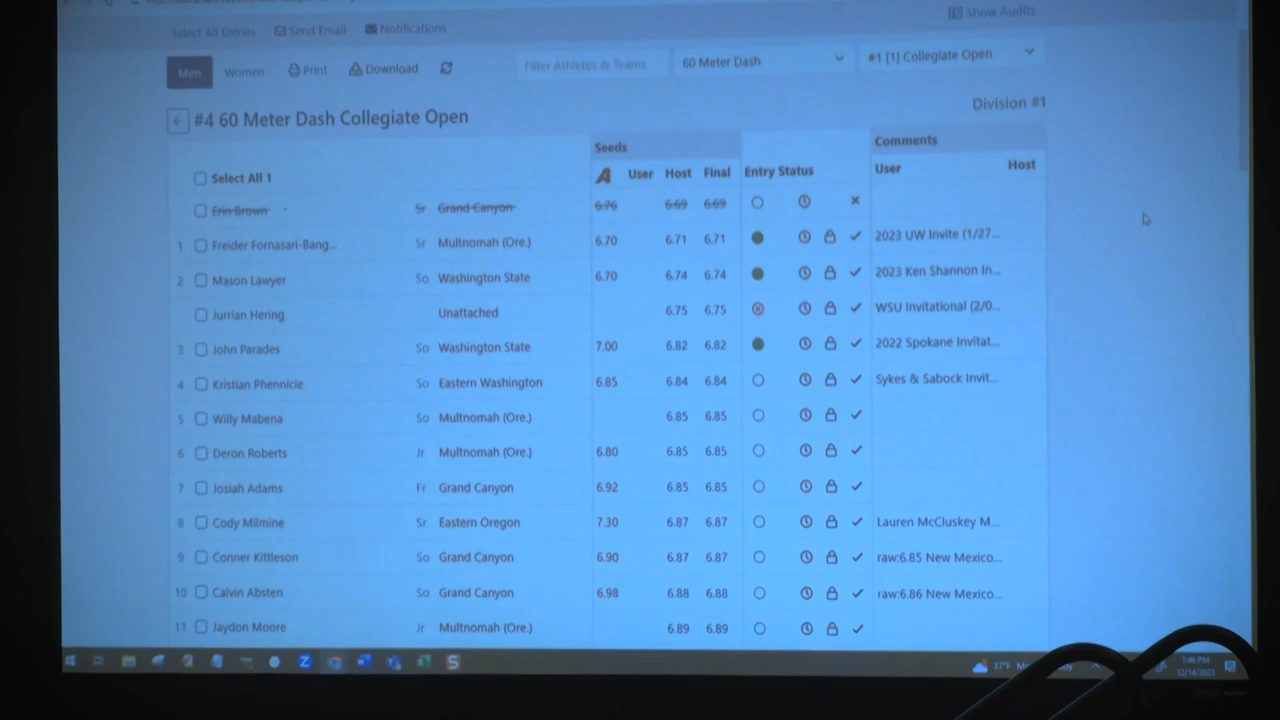 Show Audits
Select All Entries Send Email Notifications
Men Women Print Download Filter Athletes & Teams 60 Meter Dash #1 [1] Collegiate Open
#4 60 Meter Dash Collegiate Open Division #1
Seeds Comments
Select All 1 A User Host Final Entry Status User Host
Erin Brown Sr Grand Canyon 6.76 6.69 6.69
1 Freider Fornasari-Bang... Sr Multnomah (Ore.) 6.70 6.71 6.71 2023 UW Invite (1/27...
2 Mason Lawyer So Washington State 6.70 6.74 6.74 2023 Ken Shannon In...
Jurrian Hering Unattached 6.75 6.75 WSU Invitational (2/0...
3 John Parades So Washington State 7.00 6.82 6.82 2022 Spokane Invitat...
4 Kristian Phennicie So Eastern Washington 6.85 6.84 6.84 Sykes & Sabock Invit...
5 Willy Mabena So Multnomah (Ore.) 6.85 6.85
6 Deron Roberts Jr Multnomah (Ore.) 6.80 6.85 6.85
7 Josiah Adams Fr Grand Canyon 6.92 6.85 6.85
8 Cody Milmine Sr Eastern Oregon 7.30 6.87 6.87 Lauren McCluskey M...
9 Conner Kittleson So Grand Canyon 6.90 6.87 6.87 raw:6.85 New Mexico...
10 Calvin Absten So Grand Canyon 6.98 6.88 6.88 raw:6.86 New Mexico...
11 Jaydon Moore Jr Multnomah (Ore.) 6.89 6.89
37°F 1:46 PM
12/14/2023